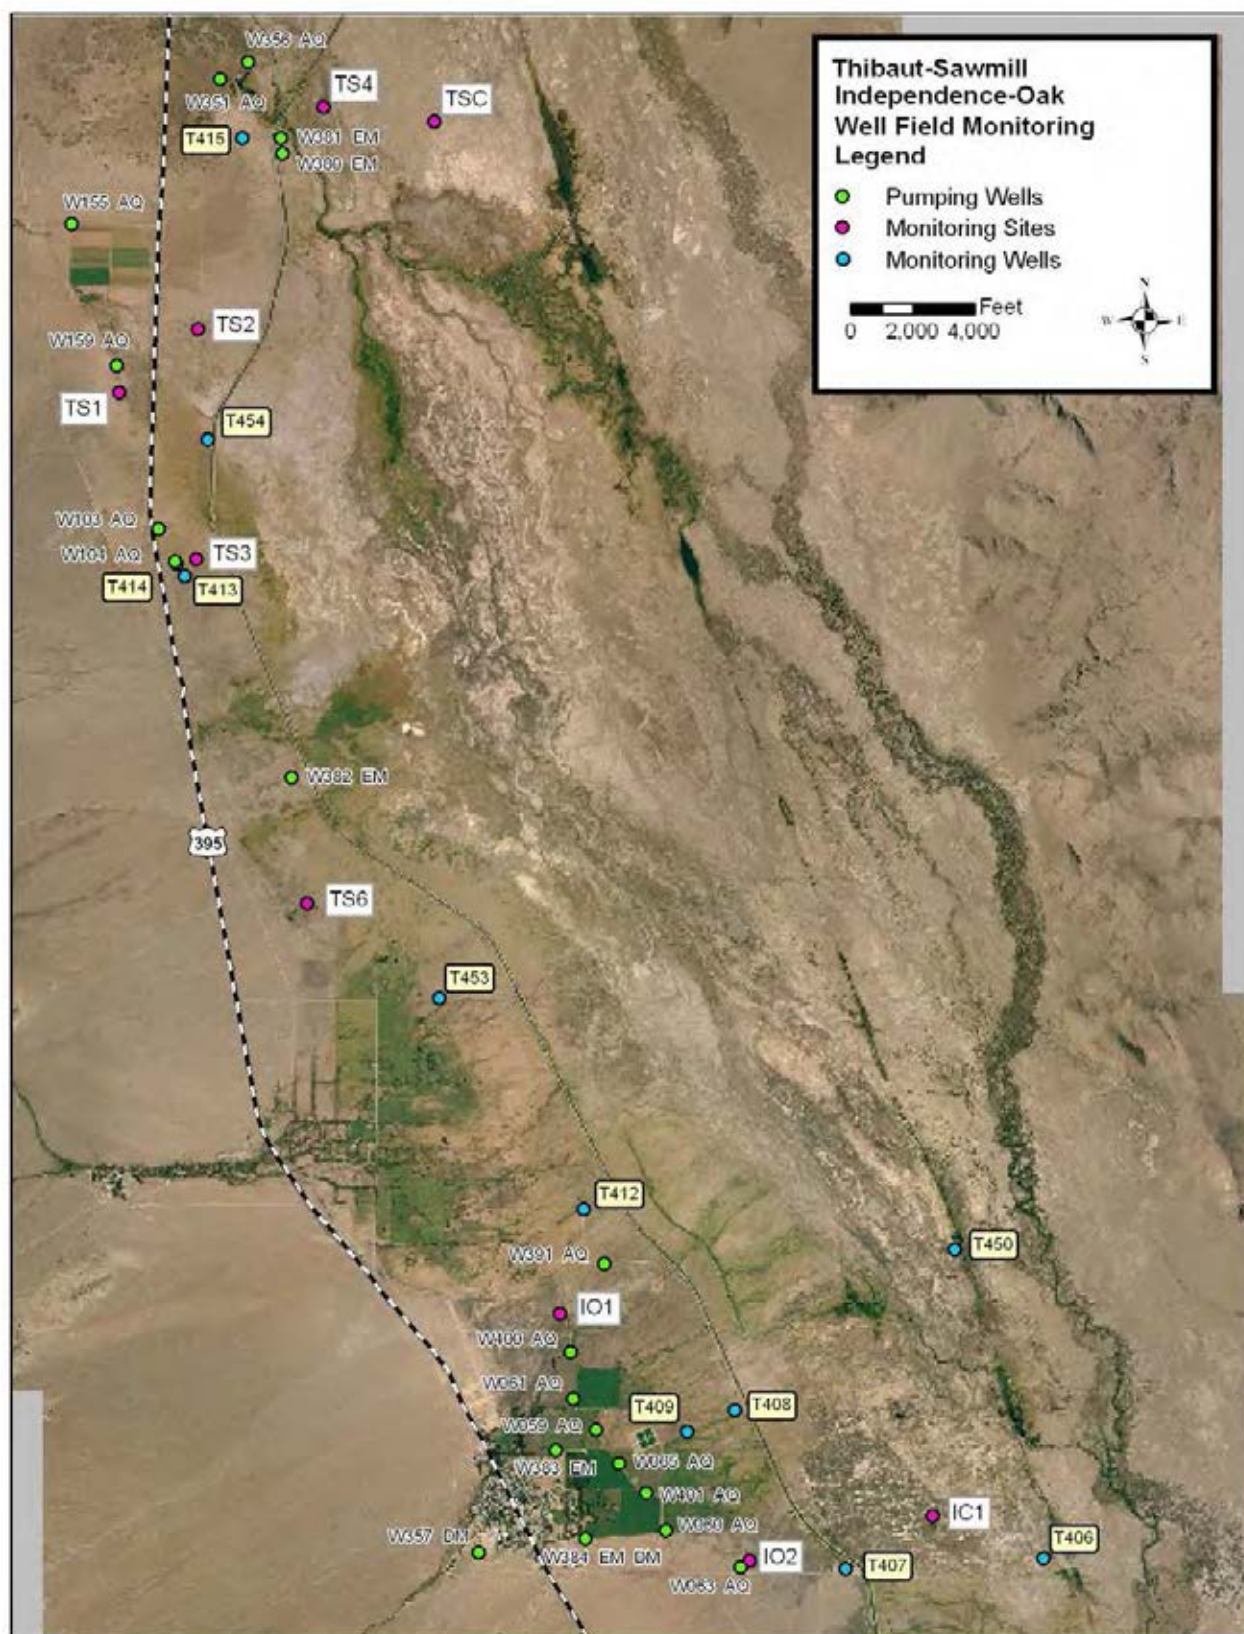 Thibaut-Sawmill
Independence-Oak
Well Field Monitoring
Legend
Pumping Wells
Monitoring Sites
Monitoring Wells
Feet
0 2,000 4,000
N
W E
S
W351 AQ
TS4
TSC
T415
W381 EM
W380 EM
W155 AQ
TS2
W159 AQ
TS1
T454
W103 AQ
W104 AQ
TS3
T414
T413
W382 EM
395
TS6
T453
T412
T450
W391 AQ
IO1
W400 AQ
W061 AQ
T409
T408
W059 AQ
W383 EM
W065 AQ
W401 AQ
W060 AQ
IC1
W357 DM
W384 EM DM
IO2
T406
T407
W063 AQ